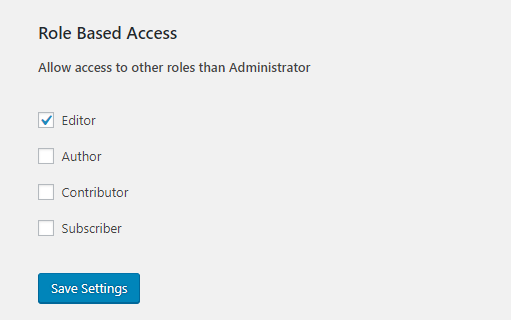 Role Based Access
Allow access to other roles than Administrator
Editor
Author
Contributor
Subscriber
Save Settings